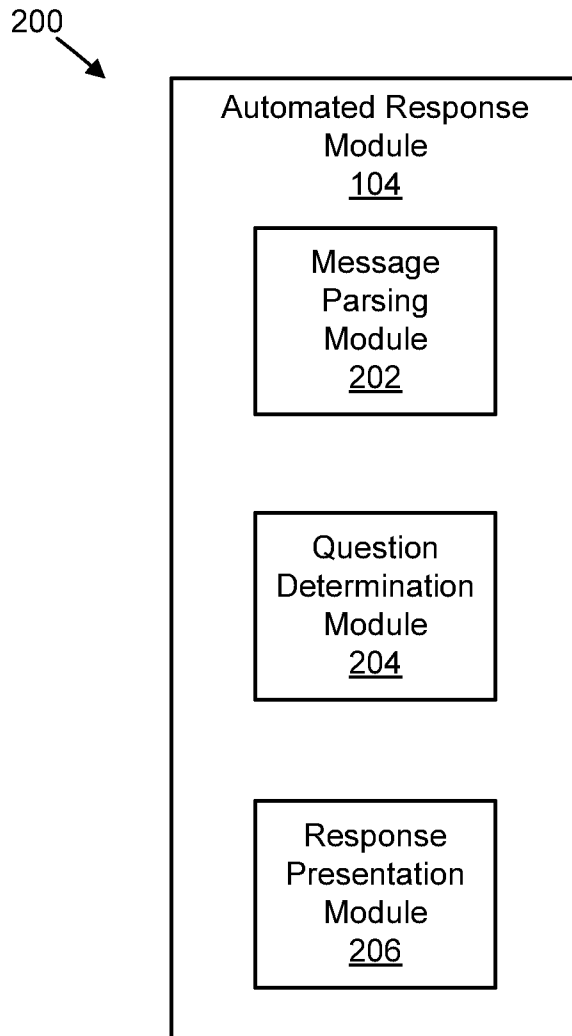 200
Automated Response
Module
104
Message
Parsing
Module
202
Question
Determination
Module
204
Response
Presentation
Module
206